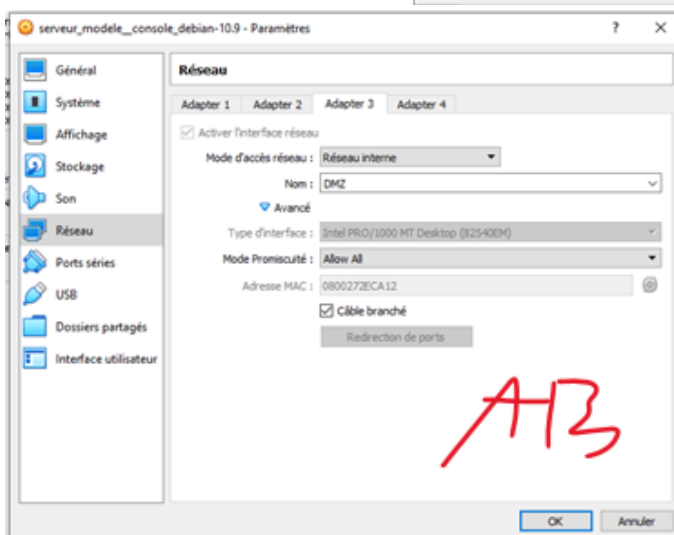 serveur_modele__console_debian-10.9 - Paramètres
?
Général
Système
Affichage
Stockage
Son
Réseau
Ports séries
USB
Dossiers partagés
Interface utilisateur
Réseau
Adapter 1 Adapter 2 Adapter 3 Adapter 4
Activer l'interface réseau
Mode d'accès réseau : Réseau interne
Nom : DMZ
Avancé
Type d'interface : Intel PRO/1000 MT Desktop (82540EM)
Mode Promiscuité : Allow All
Adresse MAC : 0800272ECA12
Câble branché
Redirection de ports
AB
OK Annuler